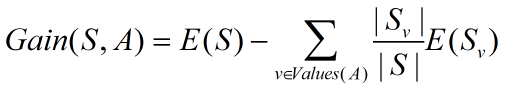 Gain(S, A) = E(S) − ∑_{v∈Values(A)} |S_v| / |S| E(S_v)